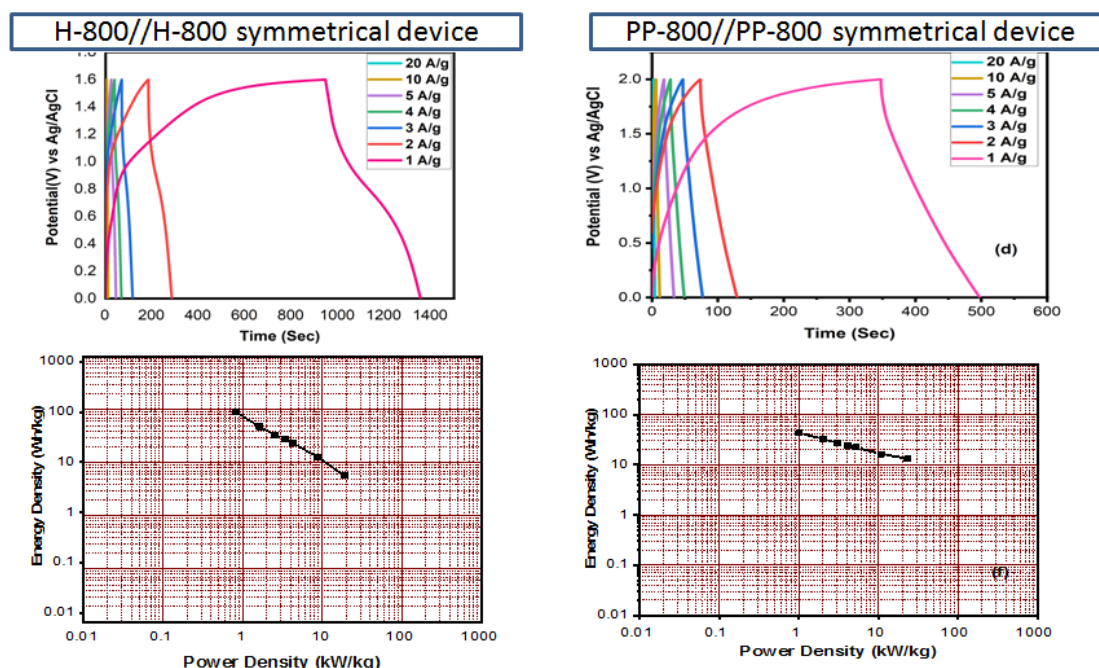 H-800//H-800 symmetrical device
PP-800//PP-800 symmetrical device
Potential(V) vs Ag/AgCl
1.6
1.4
1.2
1.0
0.8
0.6
0.4
0.2
0.0
20 A/g
10 A/g
5 A/g
4 A/g
3 A/g
2 A/g
1 A/g
0 200 400 600 800 1000 1200 1400
Time (Sec)
Potential (V) vs Ag/AgCl
2.0
1.5
1.0
0.5
0.0
20 A/g
10 A/g
5 A/g
4 A/g
3 A/g
2 A/g
1 A/g
(d)
0 100 200 300 400 500 600
Time (Sec)
Energy Density (Wh/kg)
1000
100
10
1
0.1
0.01
0.01 0.1 1 10 100 1000
Power Density (kW/kg)
Energy Density (Wh/kg)
1000
100
10
1
0.1
0.01
(f)
0.01 0.1 1 10 100 1000
Power Density (kW/kg)